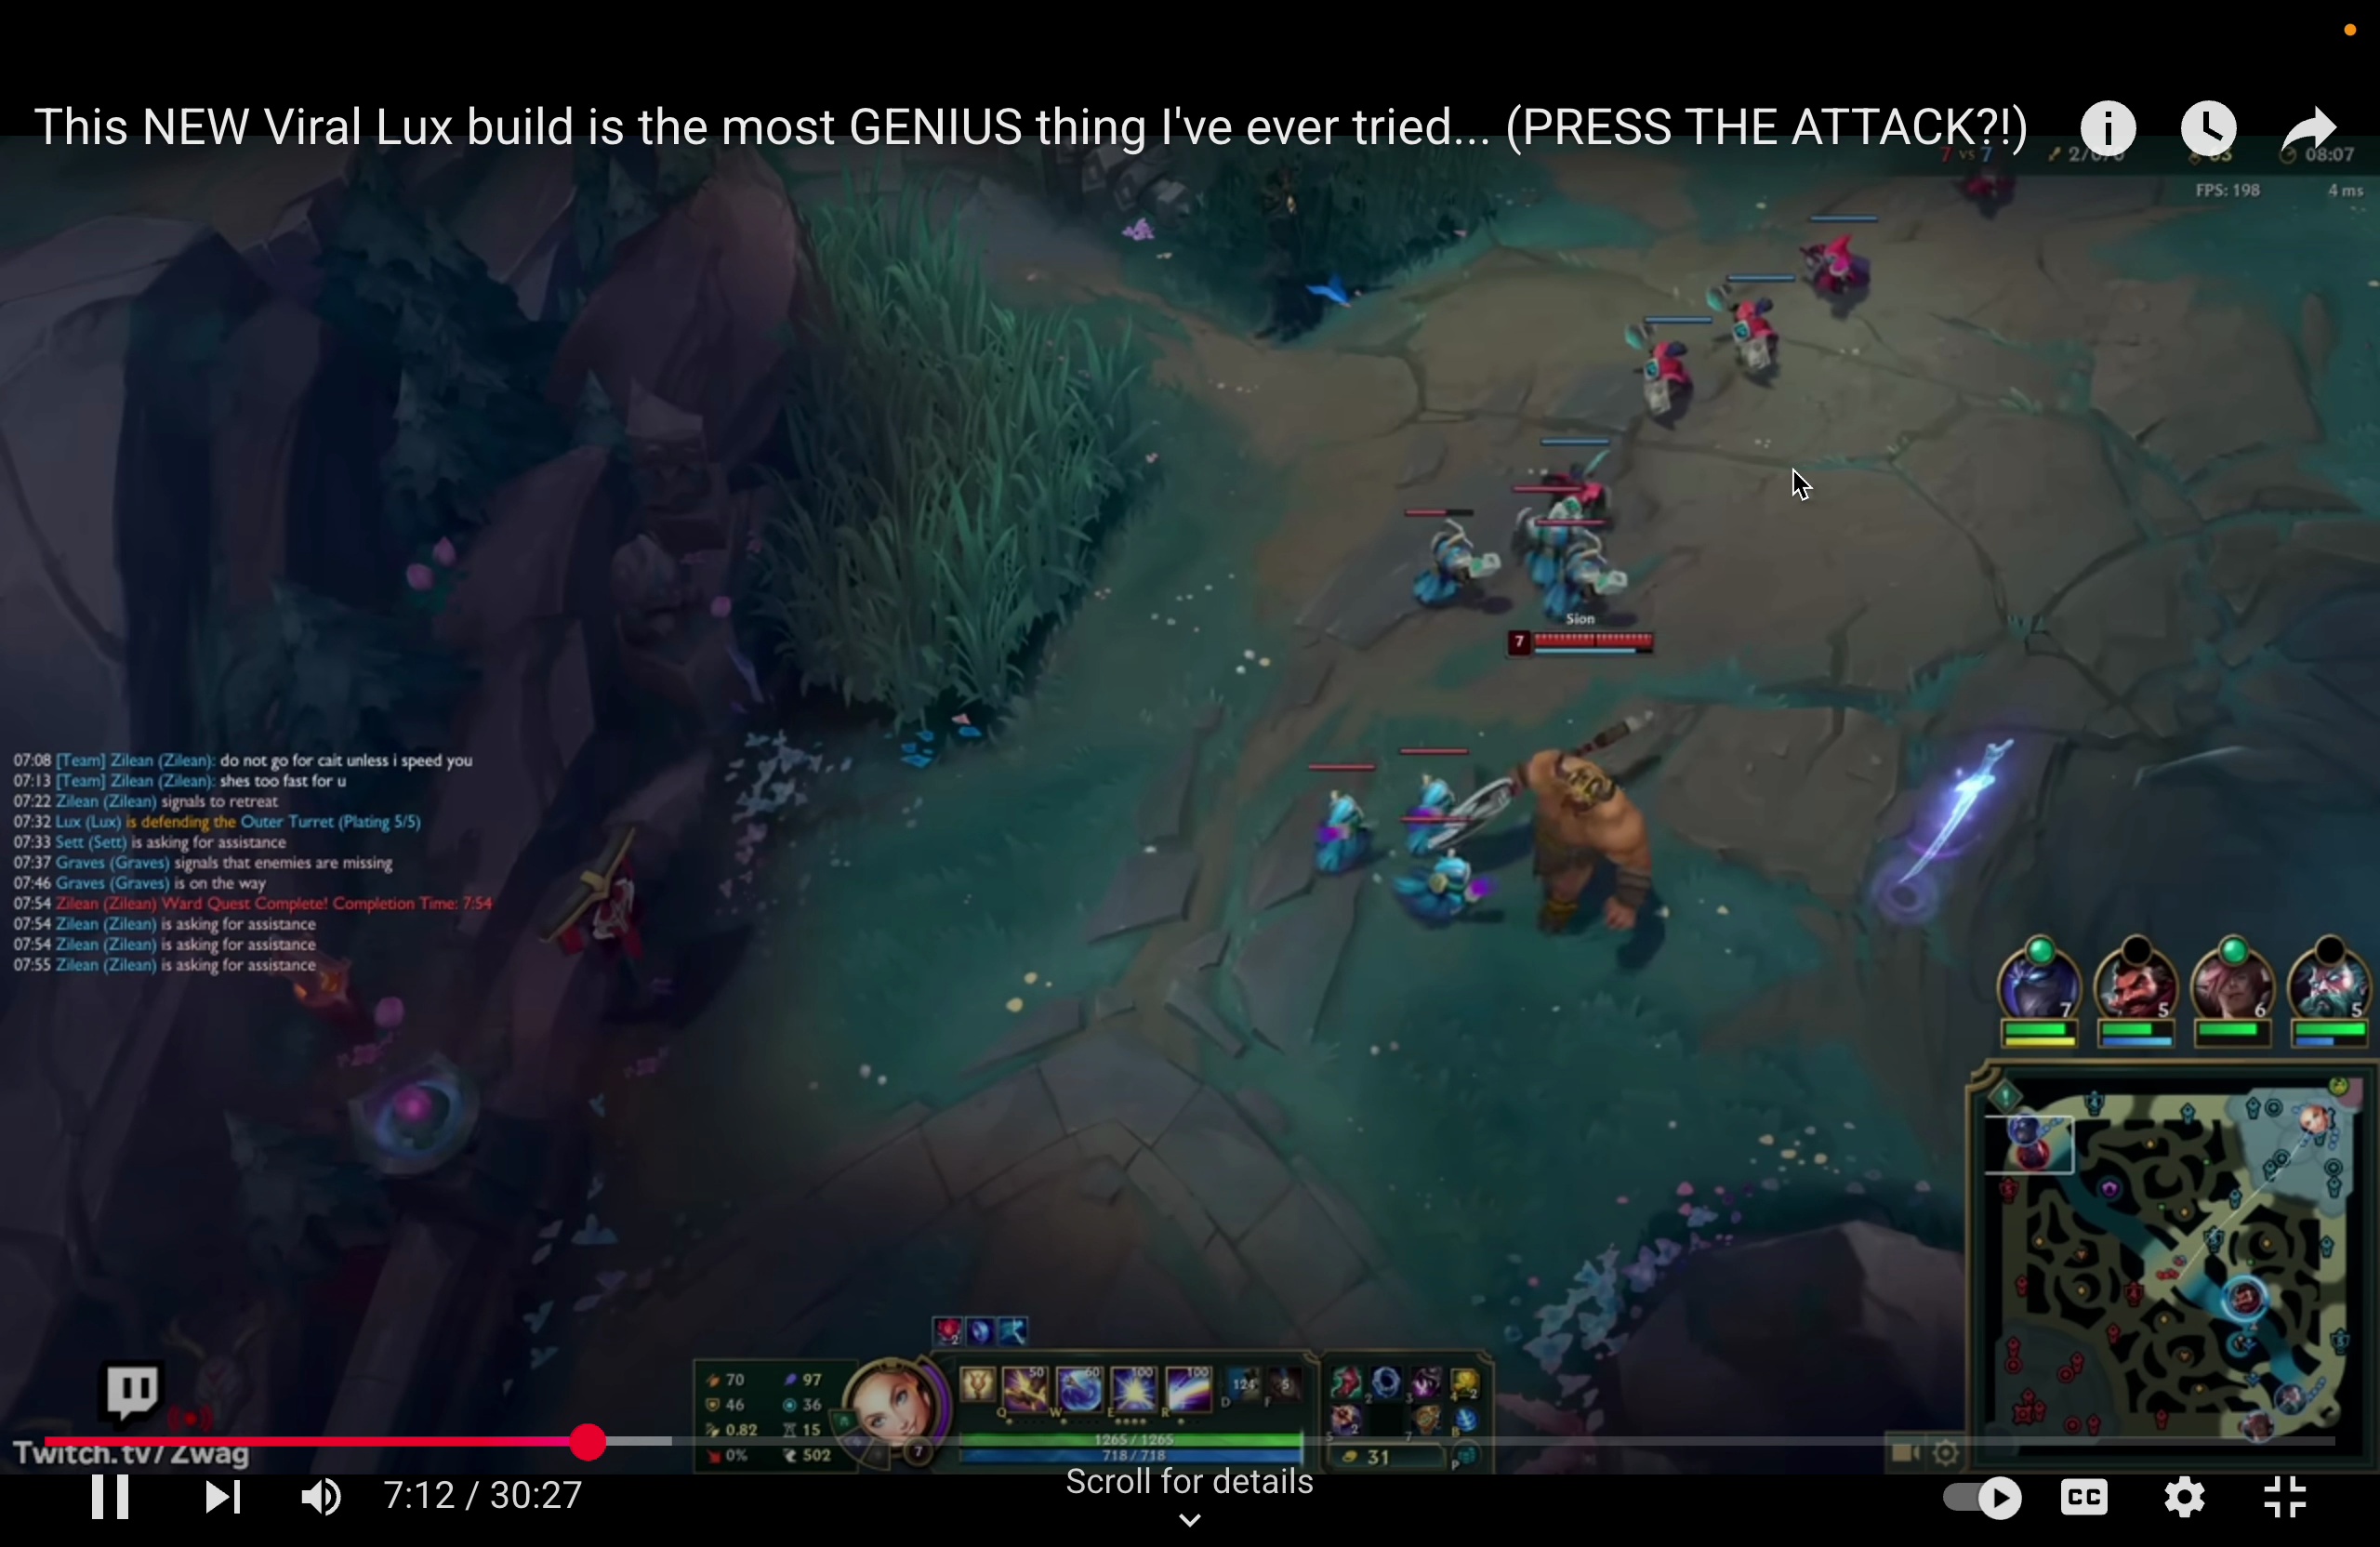 This NEW Viral Lux build is the most GENIUS thing I've ever tried... (PRESS THE ATTACK?!)
7 vs 7
08:07
FPS: 198
4 ms
Sion
7
07:08 [Team] Zilean (Zilean): do not go for cait unless i speed you
07:13 [Team] Zilean (Zilean): shes too fast for u
07:22 Zilean (Zilean) signals to retreat
07:32 Lux (Lux) is defending the Outer Turret (Plating 5/5)
07:33 Sett (Sett) is asking for assistance
07:37 Graves (Graves) signals that enemies are missing
07:46 Graves (Graves) is on the way
07:54 Zilean (Zilean) Ward Quest Complete! Completion Time: 7:54
07:54 Zilean (Zilean) is asking for assistance
07:54 Zilean (Zilean) is asking for assistance
07:55 Zilean (Zilean) is asking for assistance
7 5 6 5
70 97
46 36
0.82 15
0% 502
50 60 100 100 124 5
Q W E R D F
7
1265 / 1265
718 / 718
31
Twitch.tv/Zwag
7:12 / 30:27
Scroll for details
CC